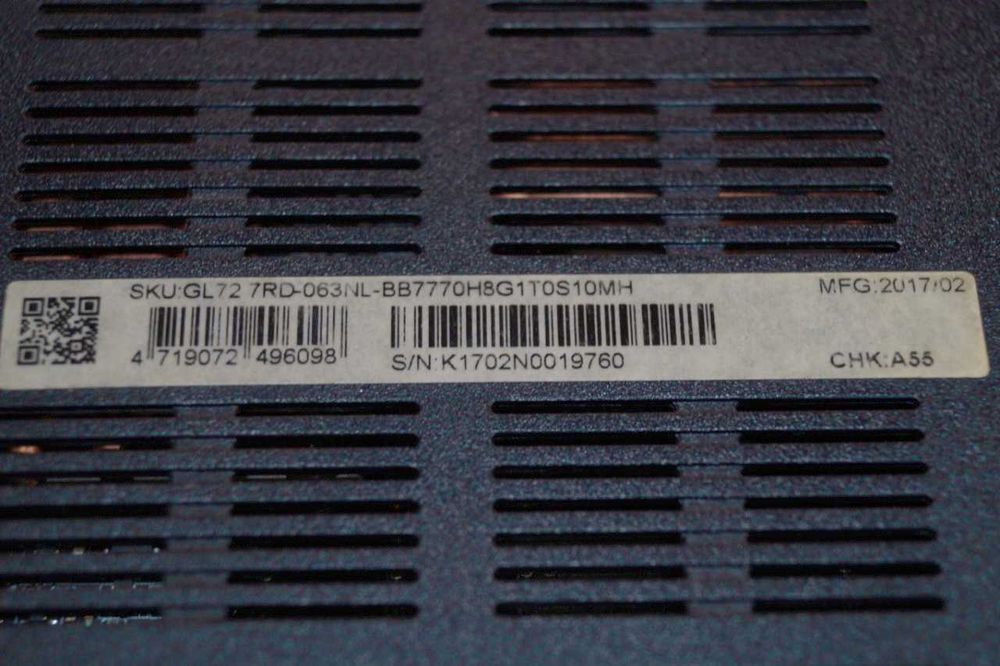 SKU:GL72 7RD-063NL-BB7770H8G1T0S10MH
MFG:2017/02
4 719072 496098
S/N:K1702N0019760
CHK:A55